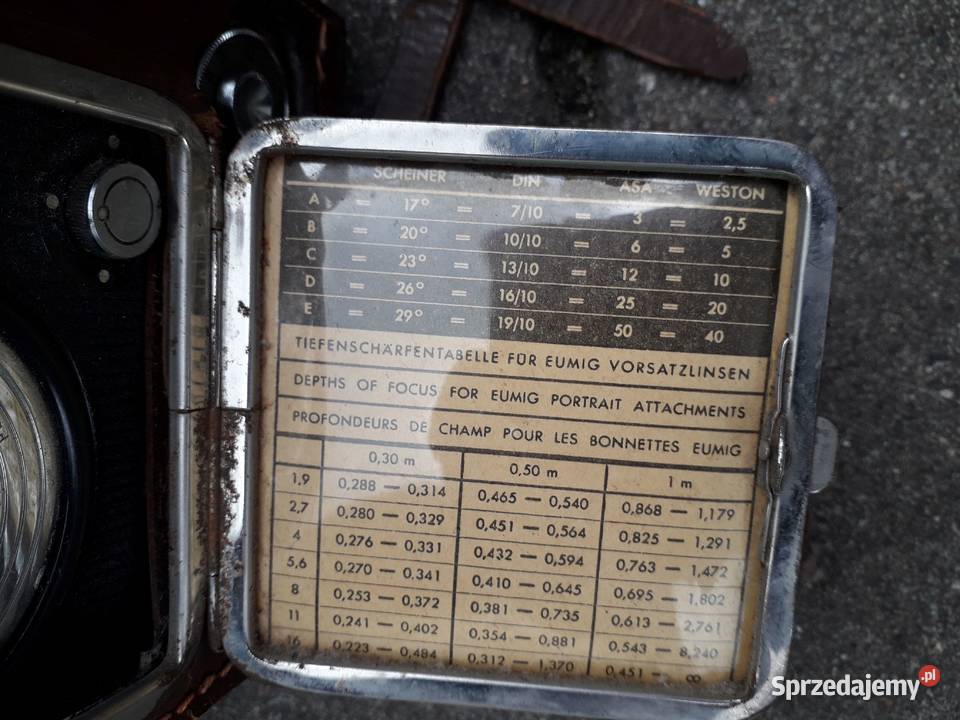 SCHEINER DIN ASA WESTON
A = 17° = 7/10 = 3 = 2,5
B = 20° = 10/10 = 6 = 5
C = 23° = 13/10 = 12 = 10
D = 26° = 16/10 = 25 = 20
E = 29° = 19/10 = 50 = 40
TIEFENSCHÄRFENTABELLE FÜR EUMIG VORSATZLINSEN
DEPTHS OF FOCUS FOR EUMIG PORTRAIT ATTACHMENTS
PROFONDEURS DE CHAMP POUR LES BONNETTES EUMIG
0,30 m 0,50 m 1 m
1,9 0,288 — 0,314 0,465 — 0,540 0,868 — 1,179
2,7 0,280 — 0,329 0,451 — 0,564 0,825 — 1,291
4 0,276 — 0,331 0,432 — 0,594 0,763 — 1,472
5,6 0,270 — 0,341 0,410 — 0,645 0,695 — 1,802
8 0,253 — 0,372 0,381 — 0,735 0,613 — 2,761
11 0,241 — 0,402 0,354 — 0,881 0,543 — 8,240
16 0,223 — 0,484 0,312 — 1,370 0,451 — ∞
Sprzedajemy.pl